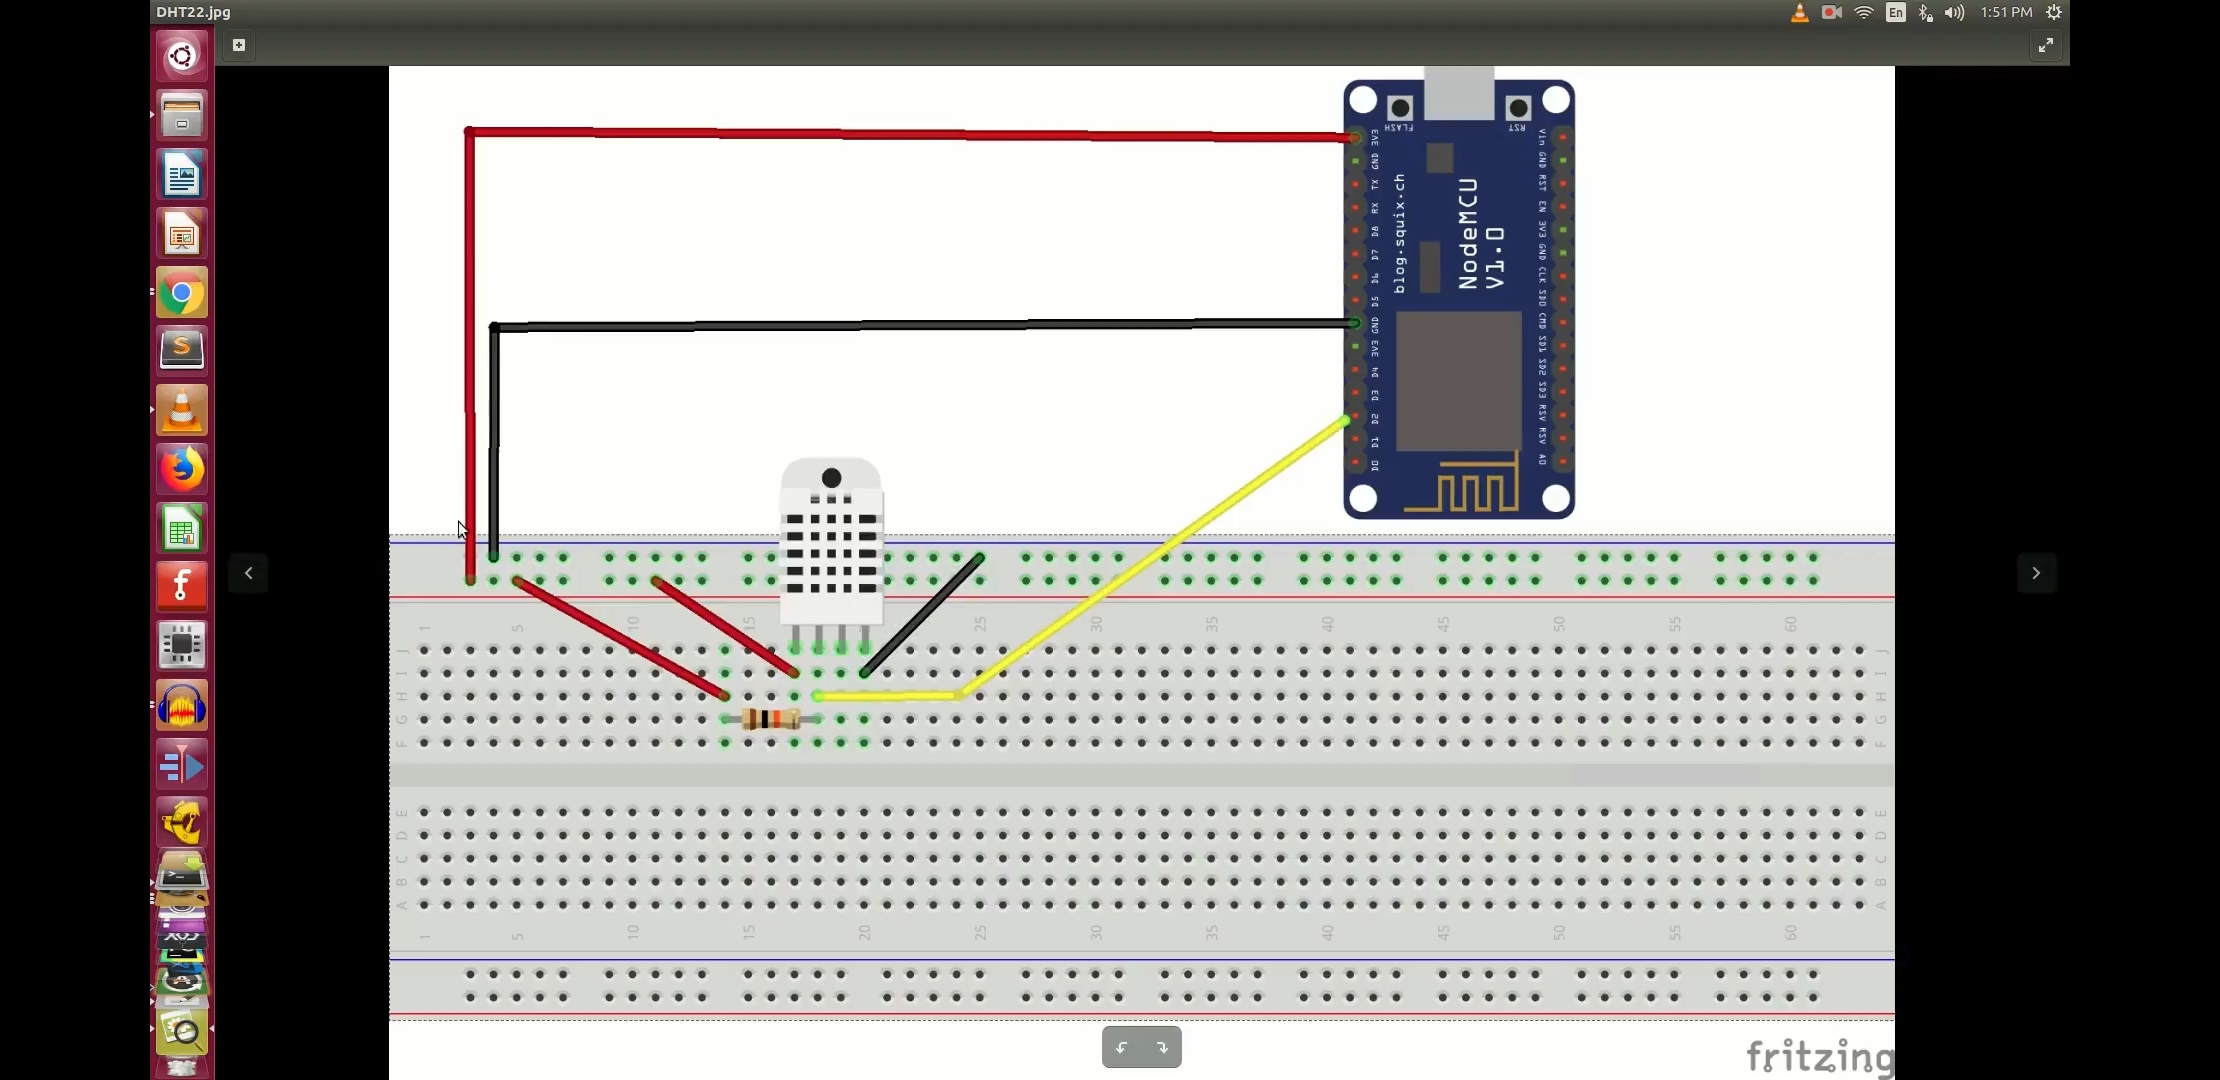 DHT22.jpg
En
1:51 PM
FLASH
RST
3V3 GND TX RX D8 D7 D6 D5 GND 3V3 D4 D3 D2 D1 D0
blog.squix.ch
NodeMCU
V1.0
Vin GND RST EN 3V3 GND CLK SD0 CMD SD1 SD2 SD3 RSV RSV A0
1 5 10 15 25 30 35 40 45 50 55 60
J J
I I
H H
G G
F F
E E
D D
C C
B B
A A
1 5 10 15 20 25 30 35 40 45 50 55 60
fritzing